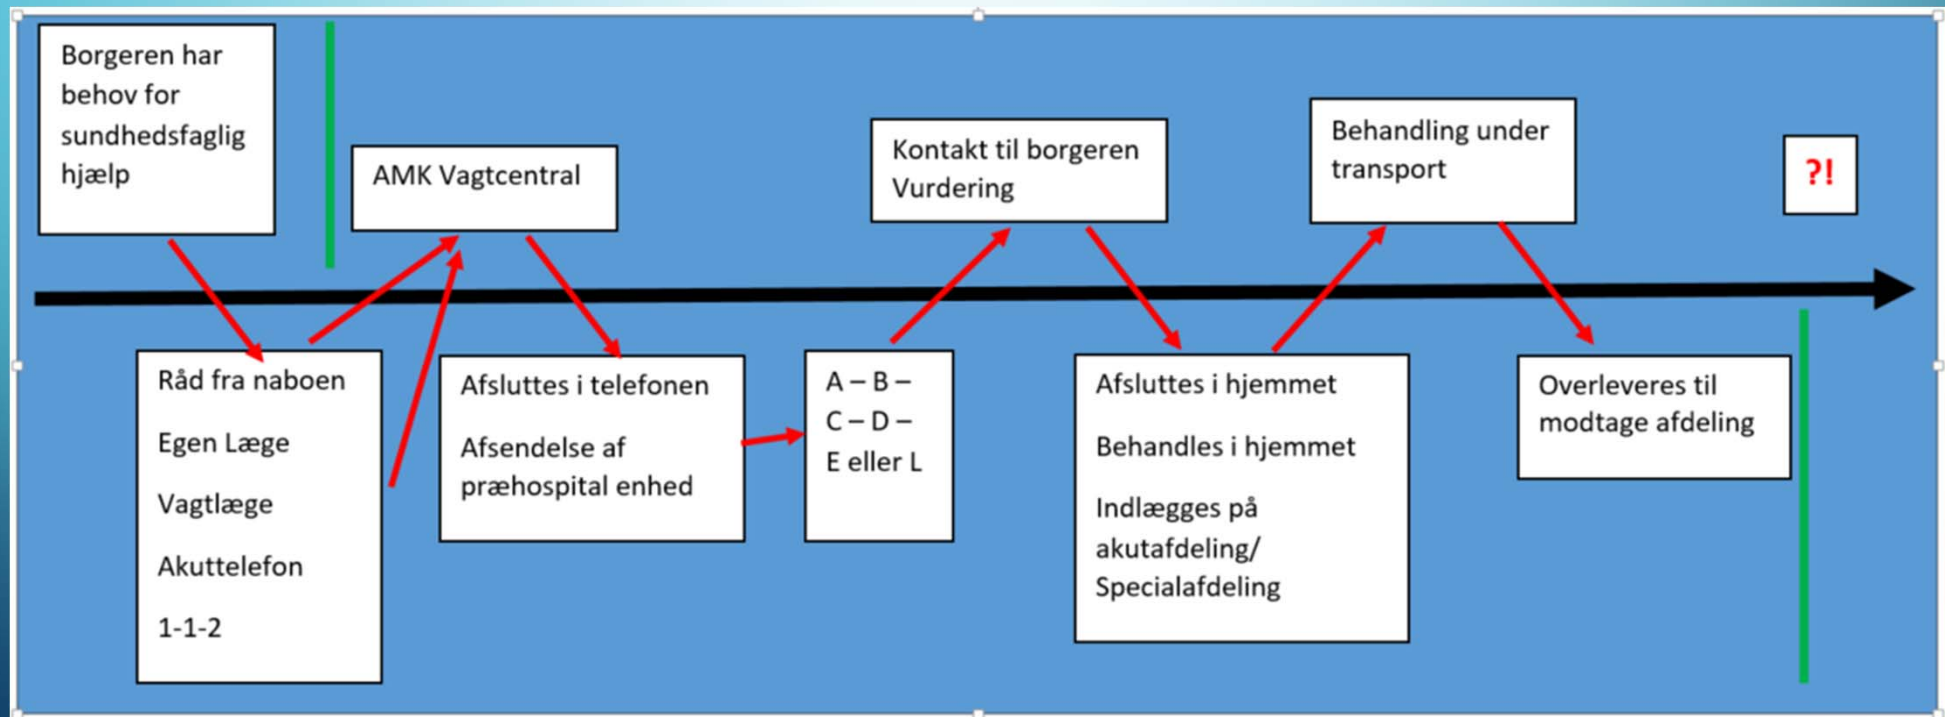 Borgeren har
behov for
sundhedsfaglig
hjælp
AMK Vagtcentral
Kontakt til borgeren
Vurdering
Behandling under
transport
?!
Råd fra naboen
Egen Læge
Vagtlæge
Akuttelefon
1-1-2
Afsluttes i telefonen
Afsendelse af
præhospital enhed
A – B –
C – D –
E eller L
Afsluttes i hjemmet
Behandles i hjemmet
Indlægges på
akutafdeling/
Specialafdeling
Overleveres til
modtage afdeling